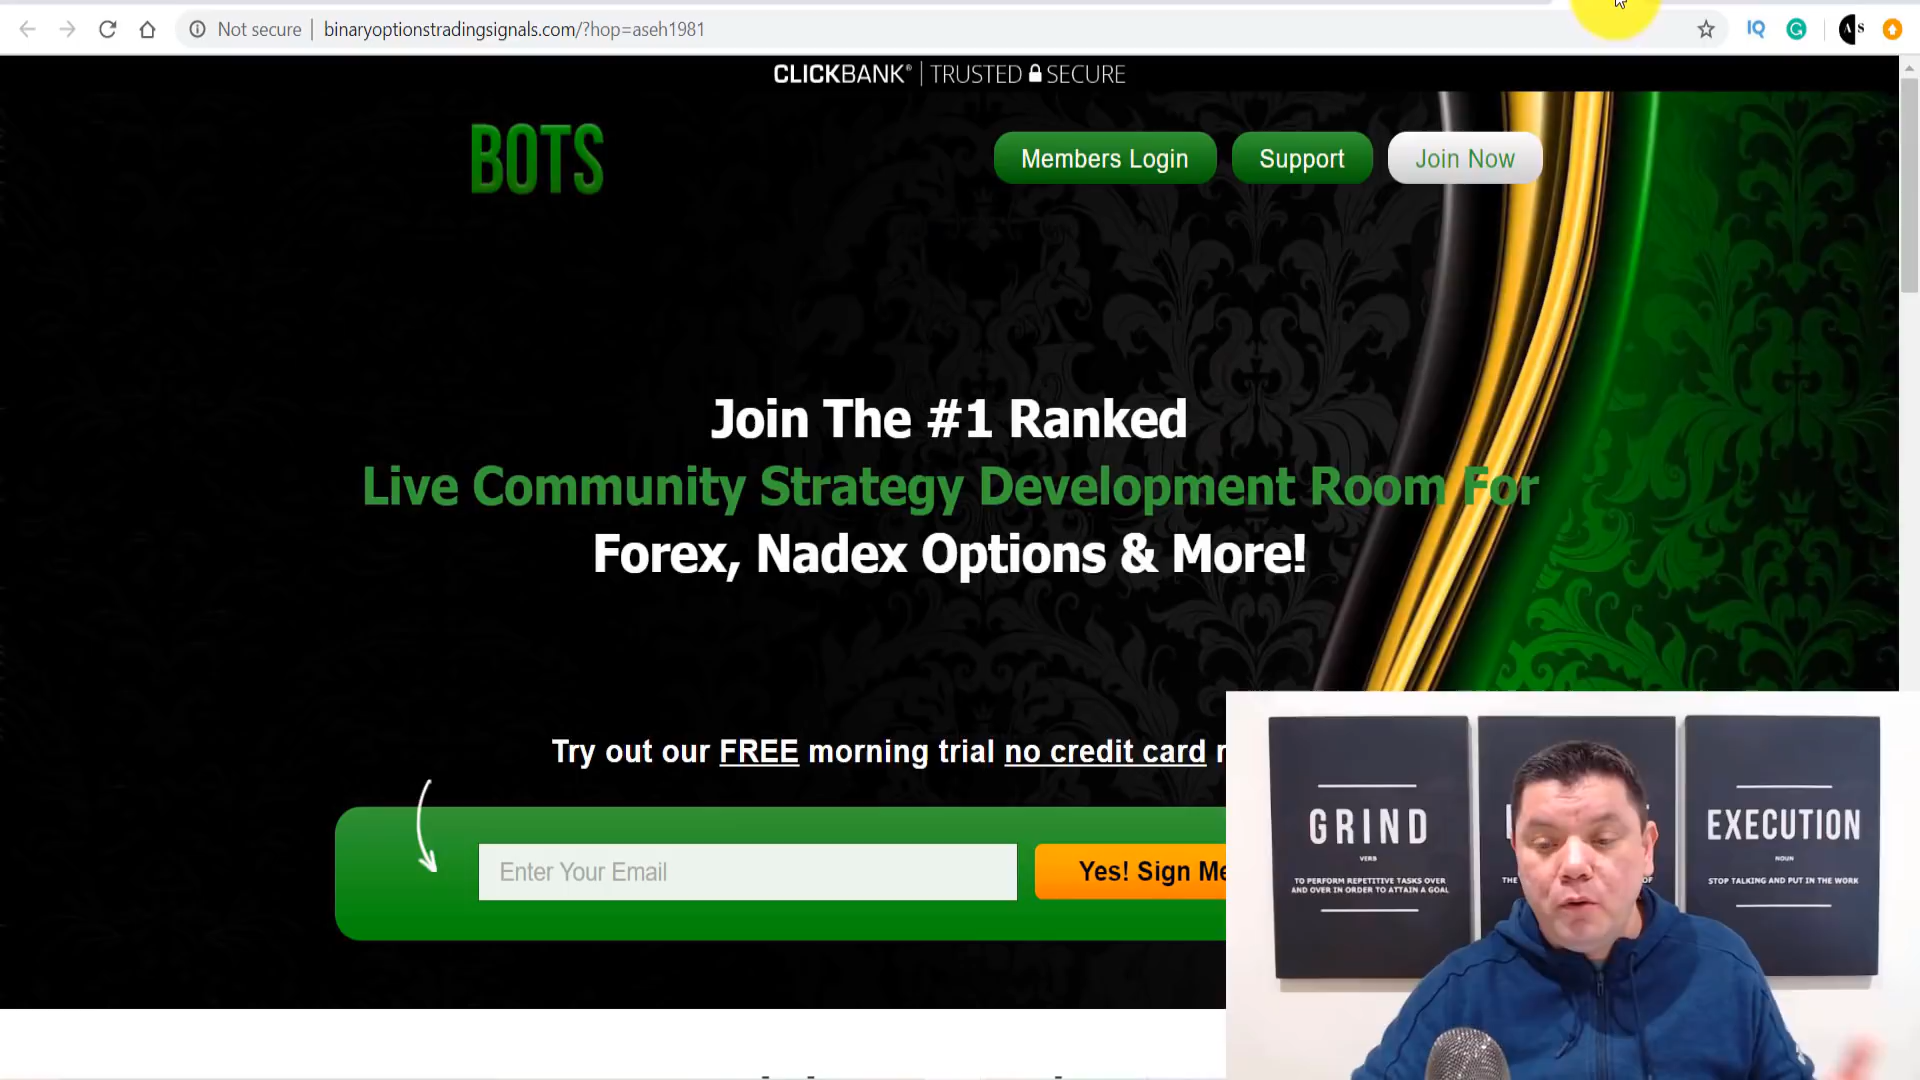 Not secure
binaryoptionstradingsignals.com/?hop=aseh1981
IQ
CLICKBANK® | TRUSTED SECURE
BOTS
Members Login
Support
Join Now
Join The #1 Ranked
Live Community Strategy Development Room For
Forex, Nadex Options & More!
Try out our FREE morning trial no credit card
Enter Your Email
Yes! Sign Me
GRIND
VERB
TO PERFORM REPETITIVE TASKS OVER
AND OVER IN ORDER TO ATTAIN A GOAL
EXECUTION
NOUN
STOP TALKING AND PUT IN THE WORK